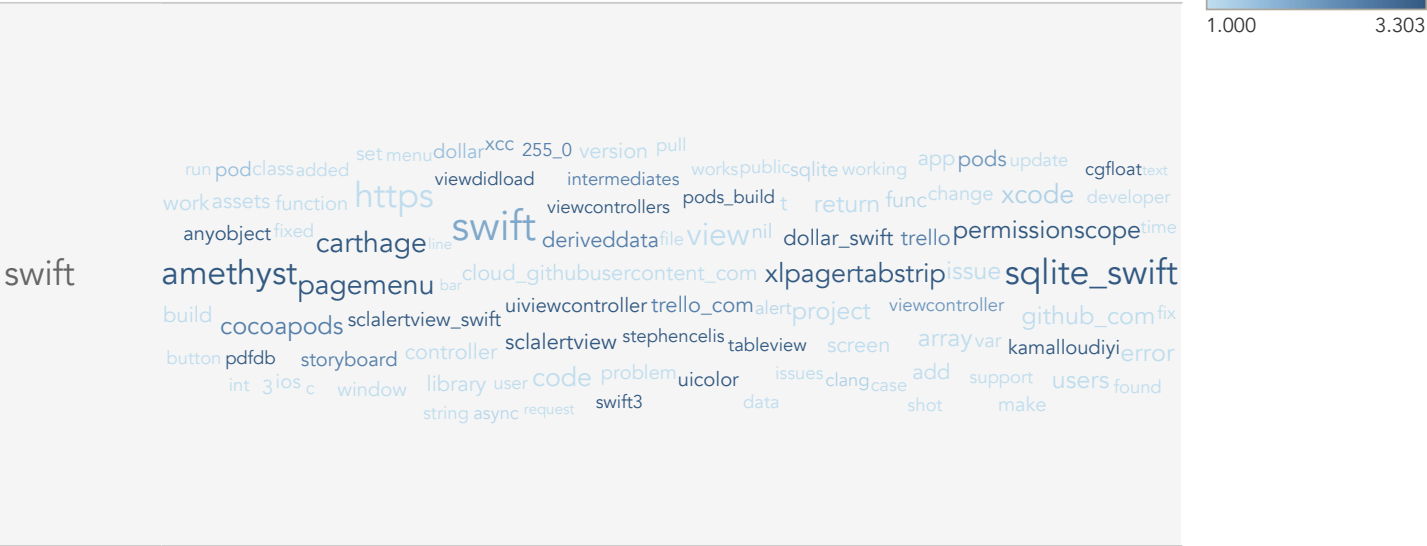 1.000 3.303
xcc 255_0 version pull
set menu dollar
run pod class added works public sqlite working app pods update cgfloat text
viewdidload intermediates
work assets function https viewcontrollers pods_build t return func change xcode developer
anyobject fixed carthage line swift deriveddata file view nil dollar_swift trello permissionscope time
swift amethyst pagemenu bar cloud_githubusercontent_com xlpagertabstrip issue sqlite_swift
build cocoapods sclalertview_swift uiviewcontroller trello_com alert project viewcontroller github_com fix
button pdfdb storyboard controller sclalertview stephencelis tableview screen array var kamalloudiyi error
int 3 ios c window library user code problem uicolor issues clang case add support users found
string async request swift3 data shot make